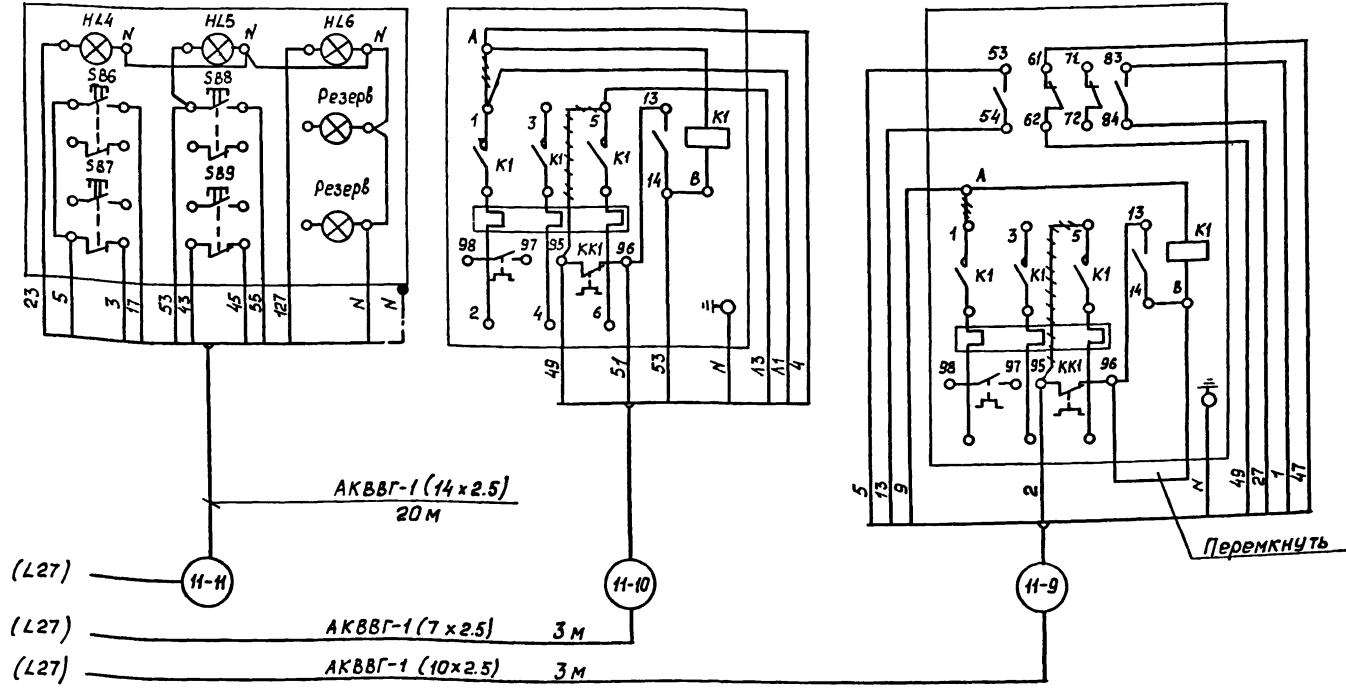 HL4 N HL5 N HL6 N
SB6 SB8
Резерв
SB7 SB9
Резерв
23 5 3 17 53 43 45 55 127 N N
A
1 3 5 13 K1
K1 K1 K1
14 B
98 97 95 KK1 96
2 4 6
49 51 53 N Л3 Л1 4
53 61 71 83
54 62 72 84
A
1 3 5 13 K1
K1 K1 K1
14 B
98 97 95 KK1 96
5 13 9 2 N 49 27 1 47
Перемкнуть
АКВВГ-1 (14×2.5)
20 м
(L27) 11-11 11-10 11-9
(L27) АКВВГ-1 (7×2.5) 3 м
(L27) АКВВГ-1 (10×2.5) 3 м